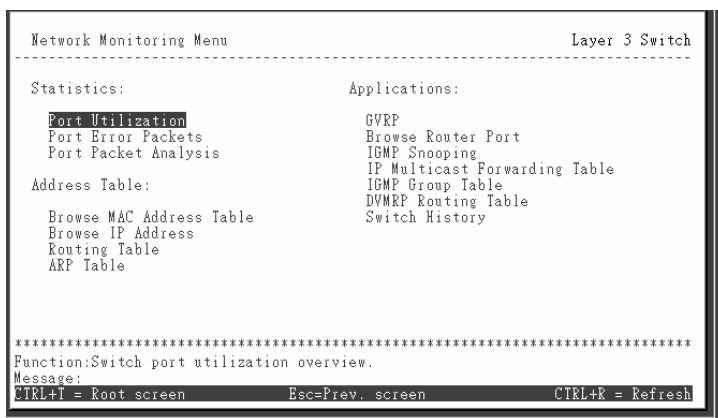 Network Monitoring Menu Layer 3 Switch
Statistics: Applications:
Port Utilization GVRP
Port Error Packets Browse Router Port
Port Packet Analysis IGMP Snooping
IP Multicast Forwarding Table
Address Table: IGMP Group Table
DVMRP Routing Table
Browse MAC Address Table Switch History
Browse IP Address
Routing Table
ARP Table
*******************************************************************************
Function:Switch port utilization overview.
Message:
CTRL+T = Root screen Esc=Prev. screen CTRL+R = Refresh